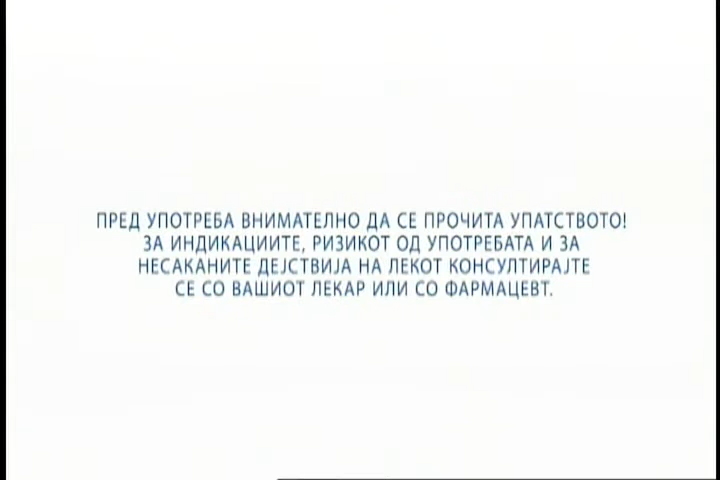 ПРЕД УПОТРЕБА ВНИМАТЕЛНО ДА СЕ ПРОЧИТА УПАТСТВОТО!
ЗА ИНДИКАЦИИТЕ, РИЗИКОТ ОД УПОТРЕБАТА И ЗА
НЕСАКАНИТЕ ДЕЈСТВИЈА НА ЛЕКОТ КОНСУЛТИРАЈТЕ
СЕ СО ВАШИОТ ЛЕКАР ИЛИ СО ФАРМАЦЕВТ.